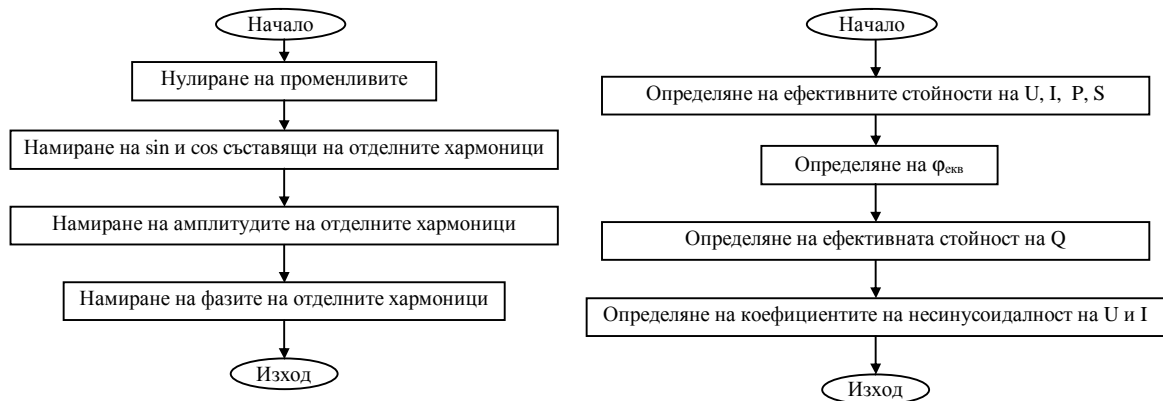 Начало
Нулиране на променливите
Намиране на sin и cos съставящи на отделните хармоници
Намиране на амплитудите на отделните хармоници
Намиране на фазите на отделните хармоници
Изход
Начало
Определяне на ефективните стойности на U, I, P, S
Определяне на φекв
Определяне на ефективната стойност на Q
Определяне на коефициентите на несинусоидалност на U и I
Изход